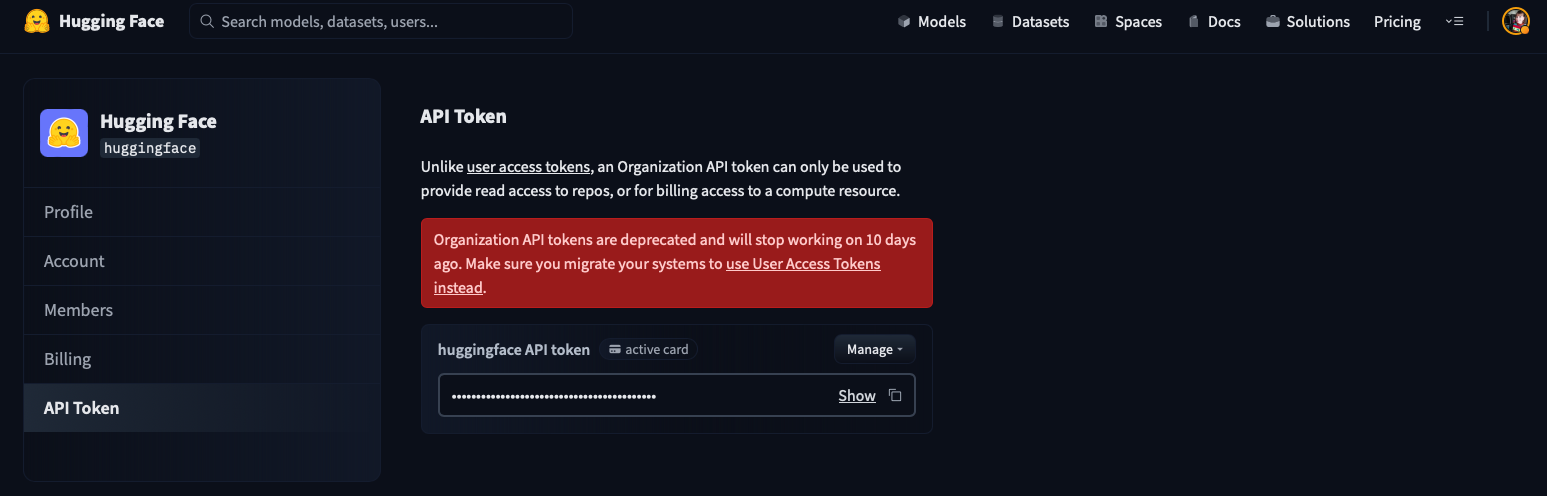 Hugging Face
Search models, datasets, users...
Models
Datasets
Spaces
Docs
Solutions
Pricing
Hugging Face
huggingface
Profile
Account
Members
Billing
API Token
API Token
Unlike user access tokens, an Organization API token can only be used to
provide read access to repos, or for billing access to a compute resource.
Organization API tokens are deprecated and will stop working on 10 days
ago. Make sure you migrate your systems to use User Access Tokens
instead.
huggingface API token
active card
Manage
Show